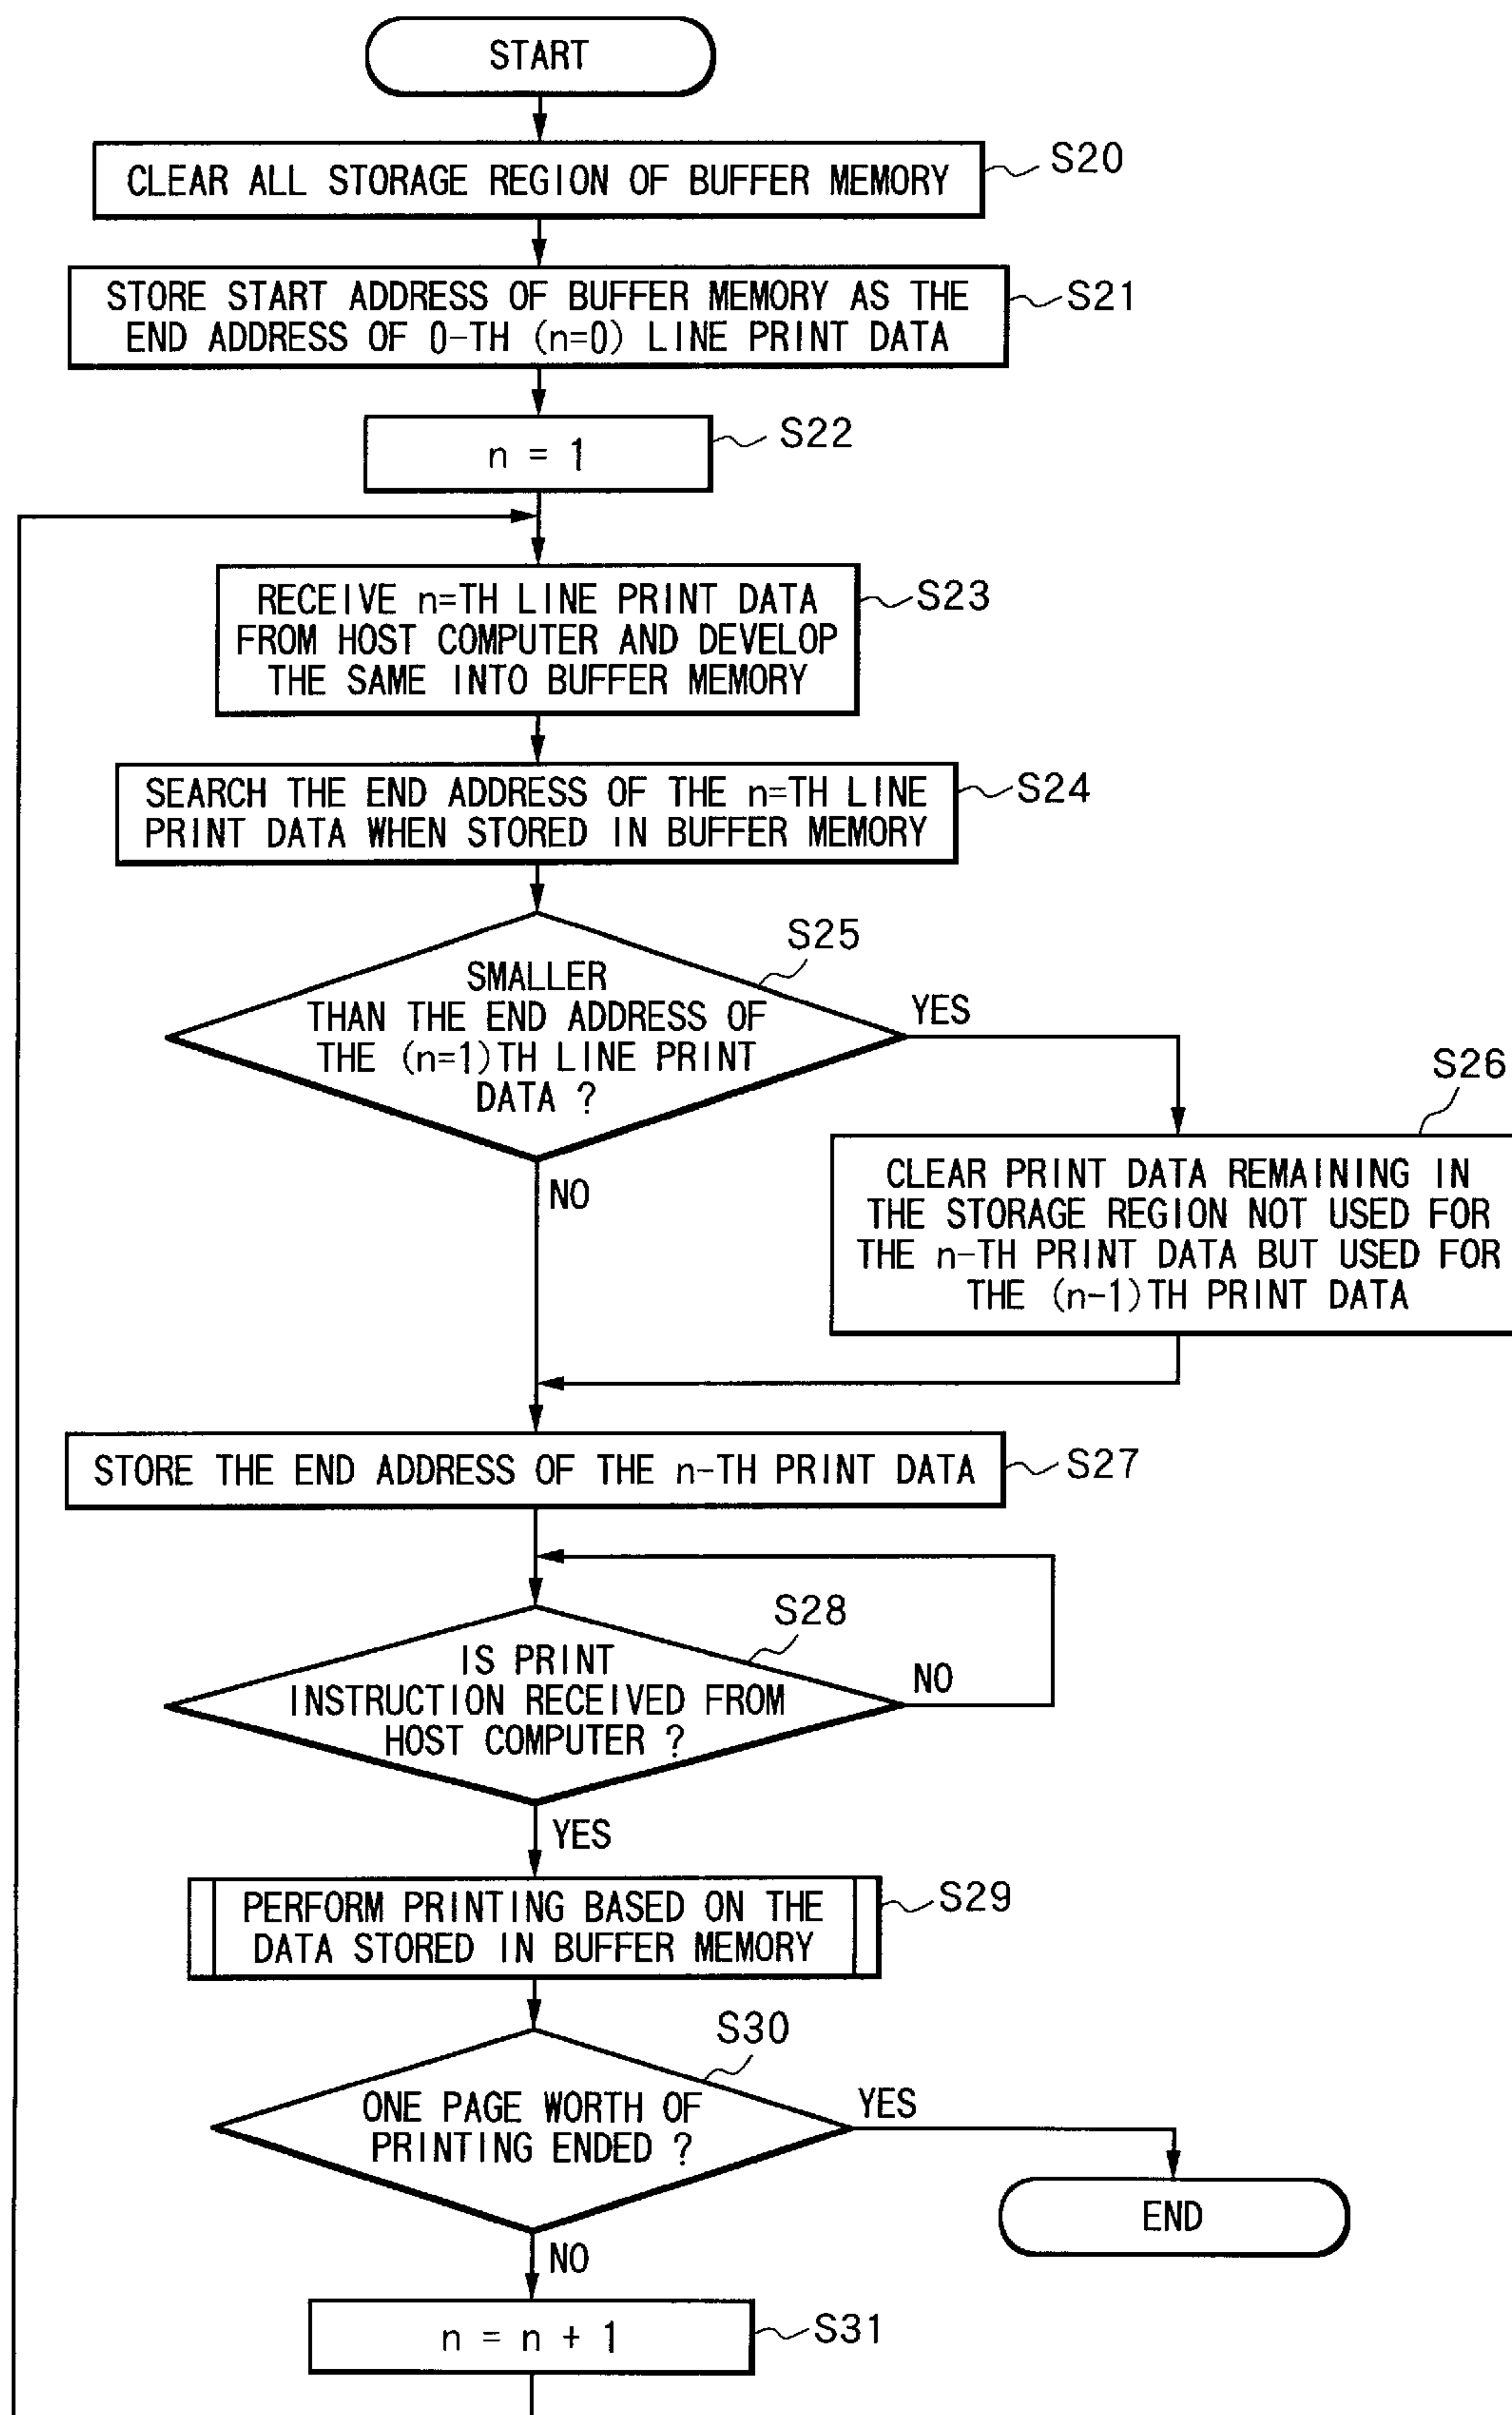 START
CLEAR ALL STORAGE REGION OF BUFFER MEMORY
S20
STORE START ADDRESS OF BUFFER MEMORY AS THE
END ADDRESS OF 0-TH (n=0) LINE PRINT DATA
S21
n = 1
S22
RECEIVE n=TH LINE PRINT DATA
FROM HOST COMPUTER AND DEVELOP
THE SAME INTO BUFFER MEMORY
S23
SEARCH THE END ADDRESS OF THE n=TH LINE
PRINT DATA WHEN STORED IN BUFFER MEMORY
S24
S25
SMALLER
THAN THE END ADDRESS OF
THE (n=1)TH LINE PRINT
DATA ?
YES
NO
S26
CLEAR PRINT DATA REMAINING IN
THE STORAGE REGION NOT USED FOR
THE n-TH PRINT DATA BUT USED FOR
THE (n-1)TH PRINT DATA
STORE THE END ADDRESS OF THE n-TH PRINT DATA
S27
S28
IS PRINT
INSTRUCTION RECEIVED FROM
HOST COMPUTER ?
NO
YES
PERFORM PRINTING BASED ON THE
DATA STORED IN BUFFER MEMORY
S29
S30
ONE PAGE WORTH OF
PRINTING ENDED ?
YES
END
NO
n = n + 1
S31